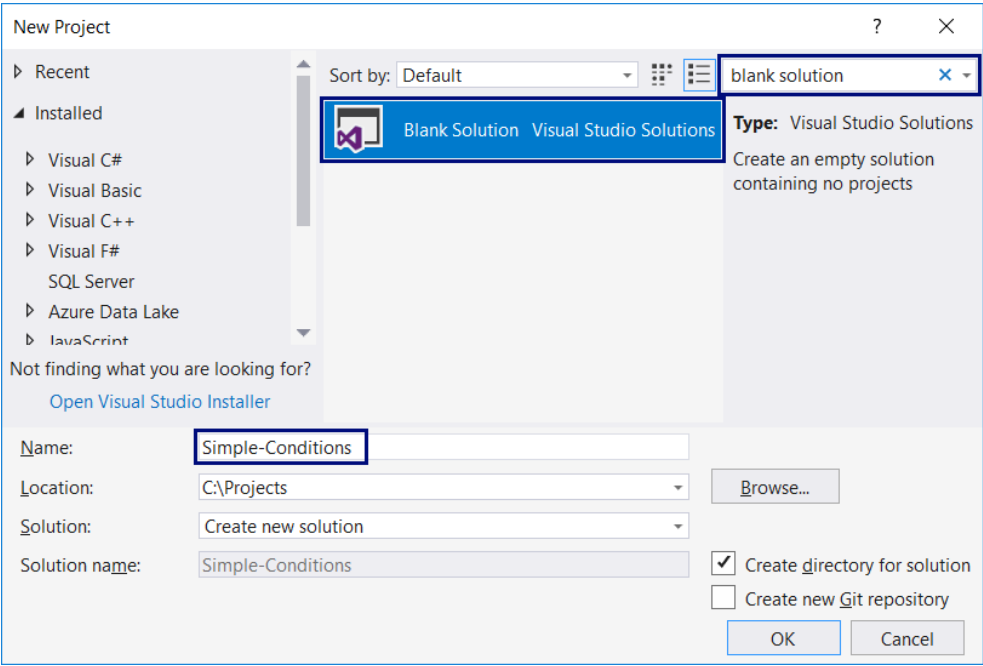 New Project
?
Recent
Installed
Visual C#
Visual Basic
Visual C++
Visual F#
SQL Server
Azure Data Lake
JavaScript
Not finding what you are looking for?
Open Visual Studio Installer
Sort by: Default
Blank Solution Visual Studio Solutions
blank solution
Type: Visual Studio Solutions
Create an empty solution
containing no projects
Name: Simple-Conditions
Location: C:\Projects Browse...
Solution: Create new solution
Solution name: Simple-Conditions
Create directory for solution
Create new Git repository
OK Cancel